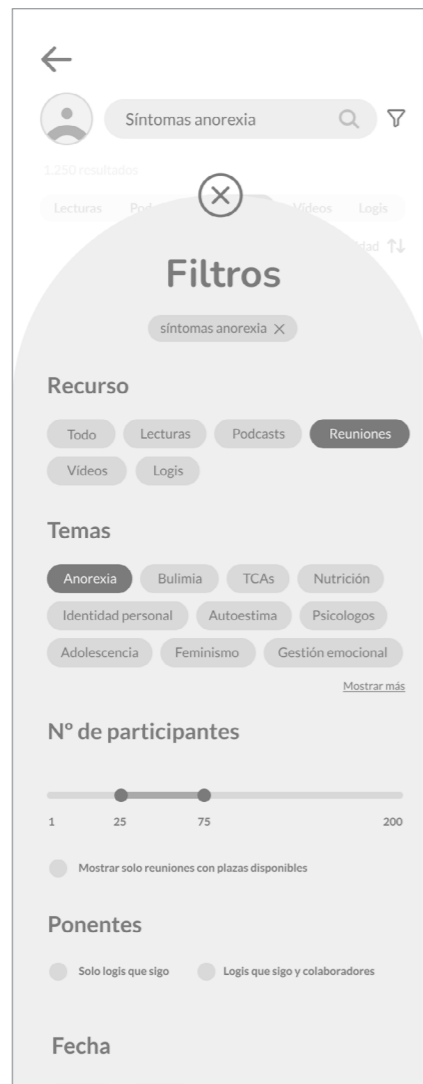 Síntomas anorexia
1.250 resultados
Lecturas Vídeos Logis
Filtros
síntomas anorexia
Recurso
Todo Lecturas Podcasts Reuniones
Vídeos Logis
Temas
Anorexia Bulimia TCAs Nutrición
Identidad personal Autoestima Psicologos
Adolescencia Feminismo Gestión emocional
Mostrar más
Nº de participantes
1 25 75 200
Mostrar solo reuniones con plazas disponibles
Ponentes
Solo logis que sigo Logis que sigo y colaboradores
Fecha